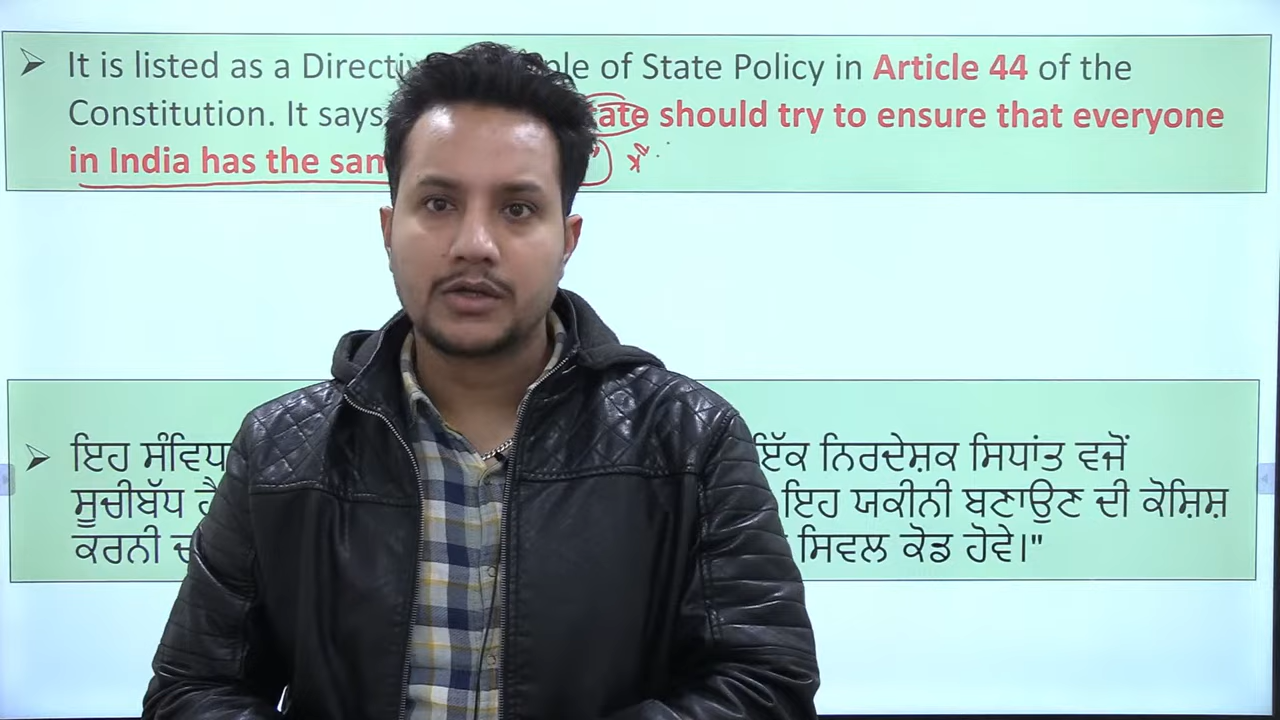 It is listed as a Directi ple of State Policy in Article 44 of the
Constitution. It says ate should try to ensure that everyone
in India has the sam "
ਇਹ ਸੰਵਿਧ ਇੱਕ ਨਿਰਦੇਸ਼ਕ ਸਿਧਾਂਤ ਵਜੋਂ
ਸੂਚੀਬੱਧ ਹੈ ਇਹ ਯਕੀਨੀ ਬਣਾਉਣ ਦੀ ਕੋਸ਼ਿਸ਼
ਕਰਨੀ ਚ ਸਿਵਲ ਕੋਡ ਹੋਵੇ।"